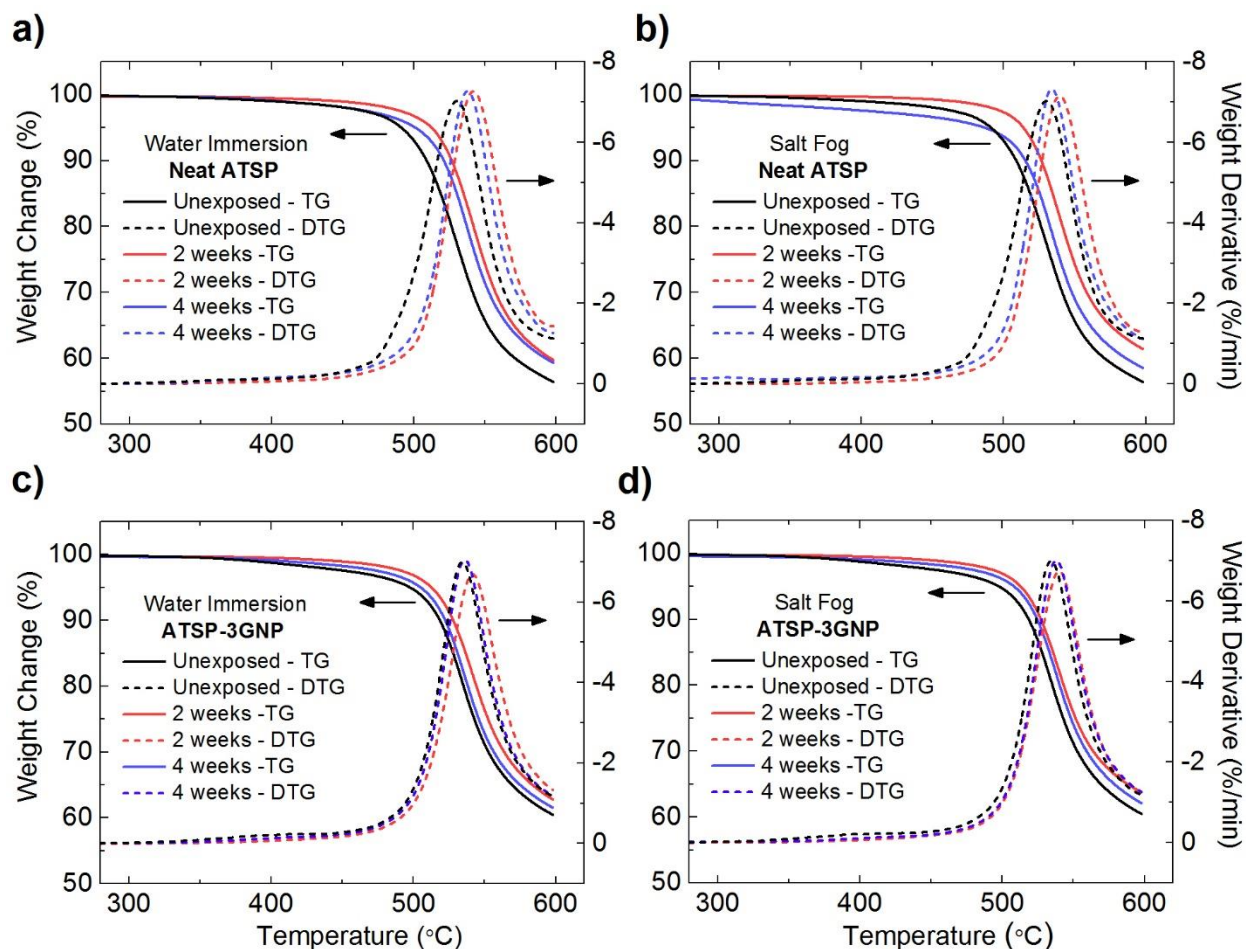 a)
Weight Change (%)
100
90
80
70
60
50
300
400
500
600
-8
-6
-4
-2
0
Water Immersion
Neat ATSP
Unexposed - TG
Unexposed - DTG
2 weeks -TG
2 weeks - DTG
4 weeks -TG
4 weeks - DTG
b)
100
90
80
70
60
50
300
400
500
600
-8
-6
-4
-2
0
Weight Derivative (%/min)
Salt Fog
Neat ATSP
Unexposed - TG
Unexposed - DTG
2 weeks -TG
2 weeks - DTG
4 weeks -TG
4 weeks - DTG
c)
Weight Change (%)
100
90
80
70
60
50
300
400
500
600
Temperature (°C)
-8
-6
-4
-2
0
Water Immersion
ATSP-3GNP
Unexposed - TG
Unexposed - DTG
2 weeks -TG
2 weeks - DTG
4 weeks -TG
4 weeks - DTG
d)
100
90
80
70
60
50
300
400
500
600
Temperature (°C)
-8
-6
-4
-2
0
Weight Derivative (%/min)
Salt Fog
ATSP-3GNP
Unexposed - TG
Unexposed - DTG
2 weeks -TG
2 weeks - DTG
4 weeks -TG
4 weeks - DTG